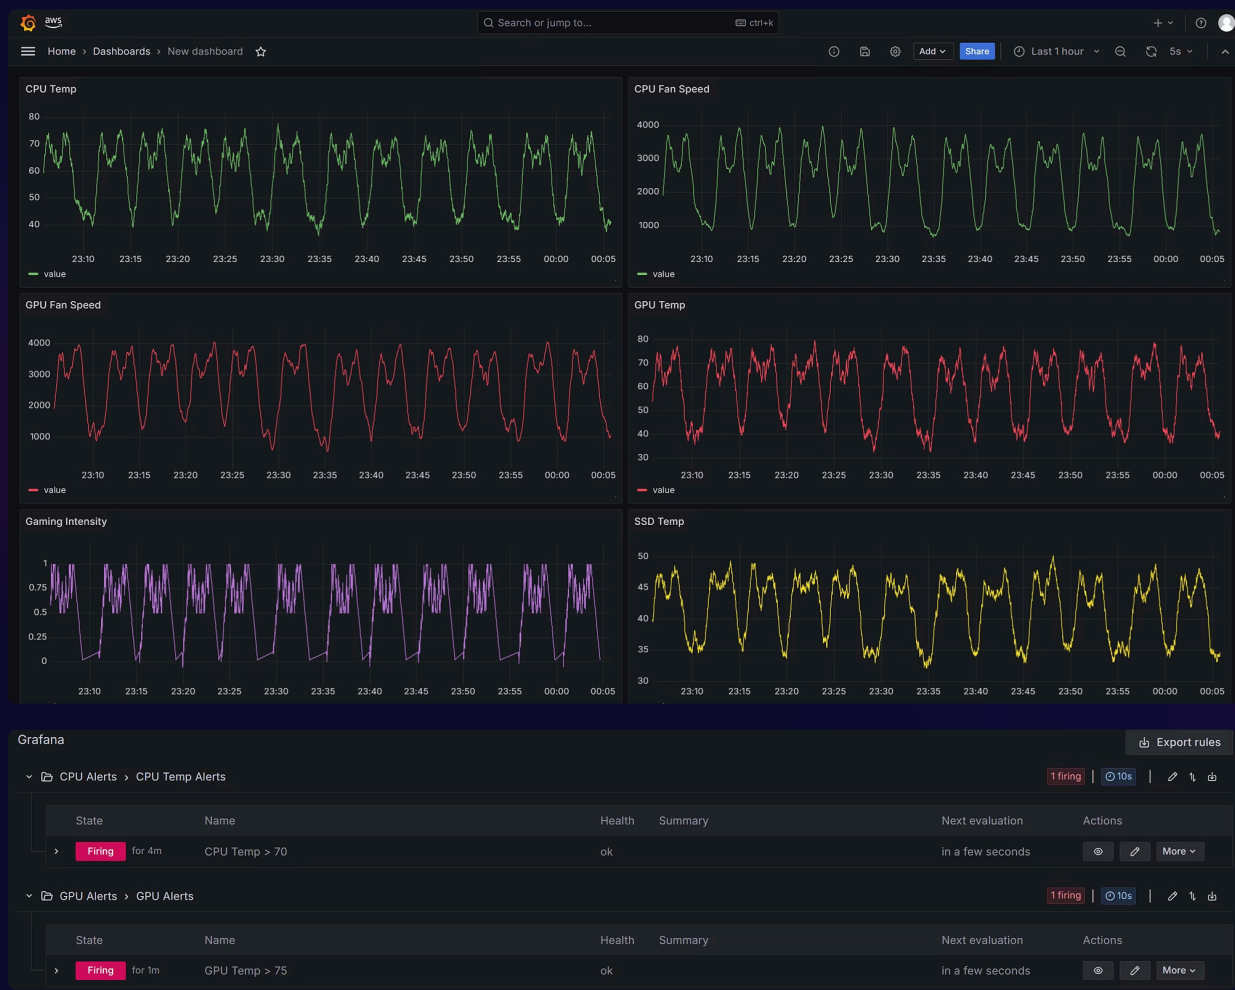 aws
Search or jump to...
ctrl+k
Home › Dashboards › New dashboard
Add
Share
Last 1 hour
5s
CPU Temp
80
70
60
50
40
23:10 23:15 23:20 23:25 23:30 23:35 23:40 23:45 23:50 23:55 00:00 00:05
value
CPU Fan Speed
4000
3000
2000
1000
23:10 23:15 23:20 23:25 23:30 23:35 23:40 23:45 23:50 23:55 00:00 00:05
value
GPU Fan Speed
4000
3000
2000
1000
23:10 23:15 23:20 23:25 23:30 23:35 23:40 23:45 23:50 23:55 00:00 00:05
value
GPU Temp
80
70
60
50
40
30
23:10 23:15 23:20 23:25 23:30 23:35 23:40 23:45 23:50 23:55 00:00 00:05
value
Gaming Intensity
1
0.75
0.5
0.25
0
23:10 23:15 23:20 23:25 23:30 23:35 23:40 23:45 23:50 23:55 00:00 00:05
SSD Temp
50
45
40
35
30
23:10 23:15 23:20 23:25 23:30 23:35 23:40 23:45 23:50 23:55 00:00 00:05
Grafana
Export rules
CPU Alerts › CPU Temp Alerts
1 firing | 10s |
State Name Health Summary Next evaluation Actions
Firing for 4m CPU Temp > 70 ok in a few seconds More
GPU Alerts › GPU Alerts
1 firing | 10s |
State Name Health Summary Next evaluation Actions
Firing for 1m GPU Temp > 75 ok in a few seconds More